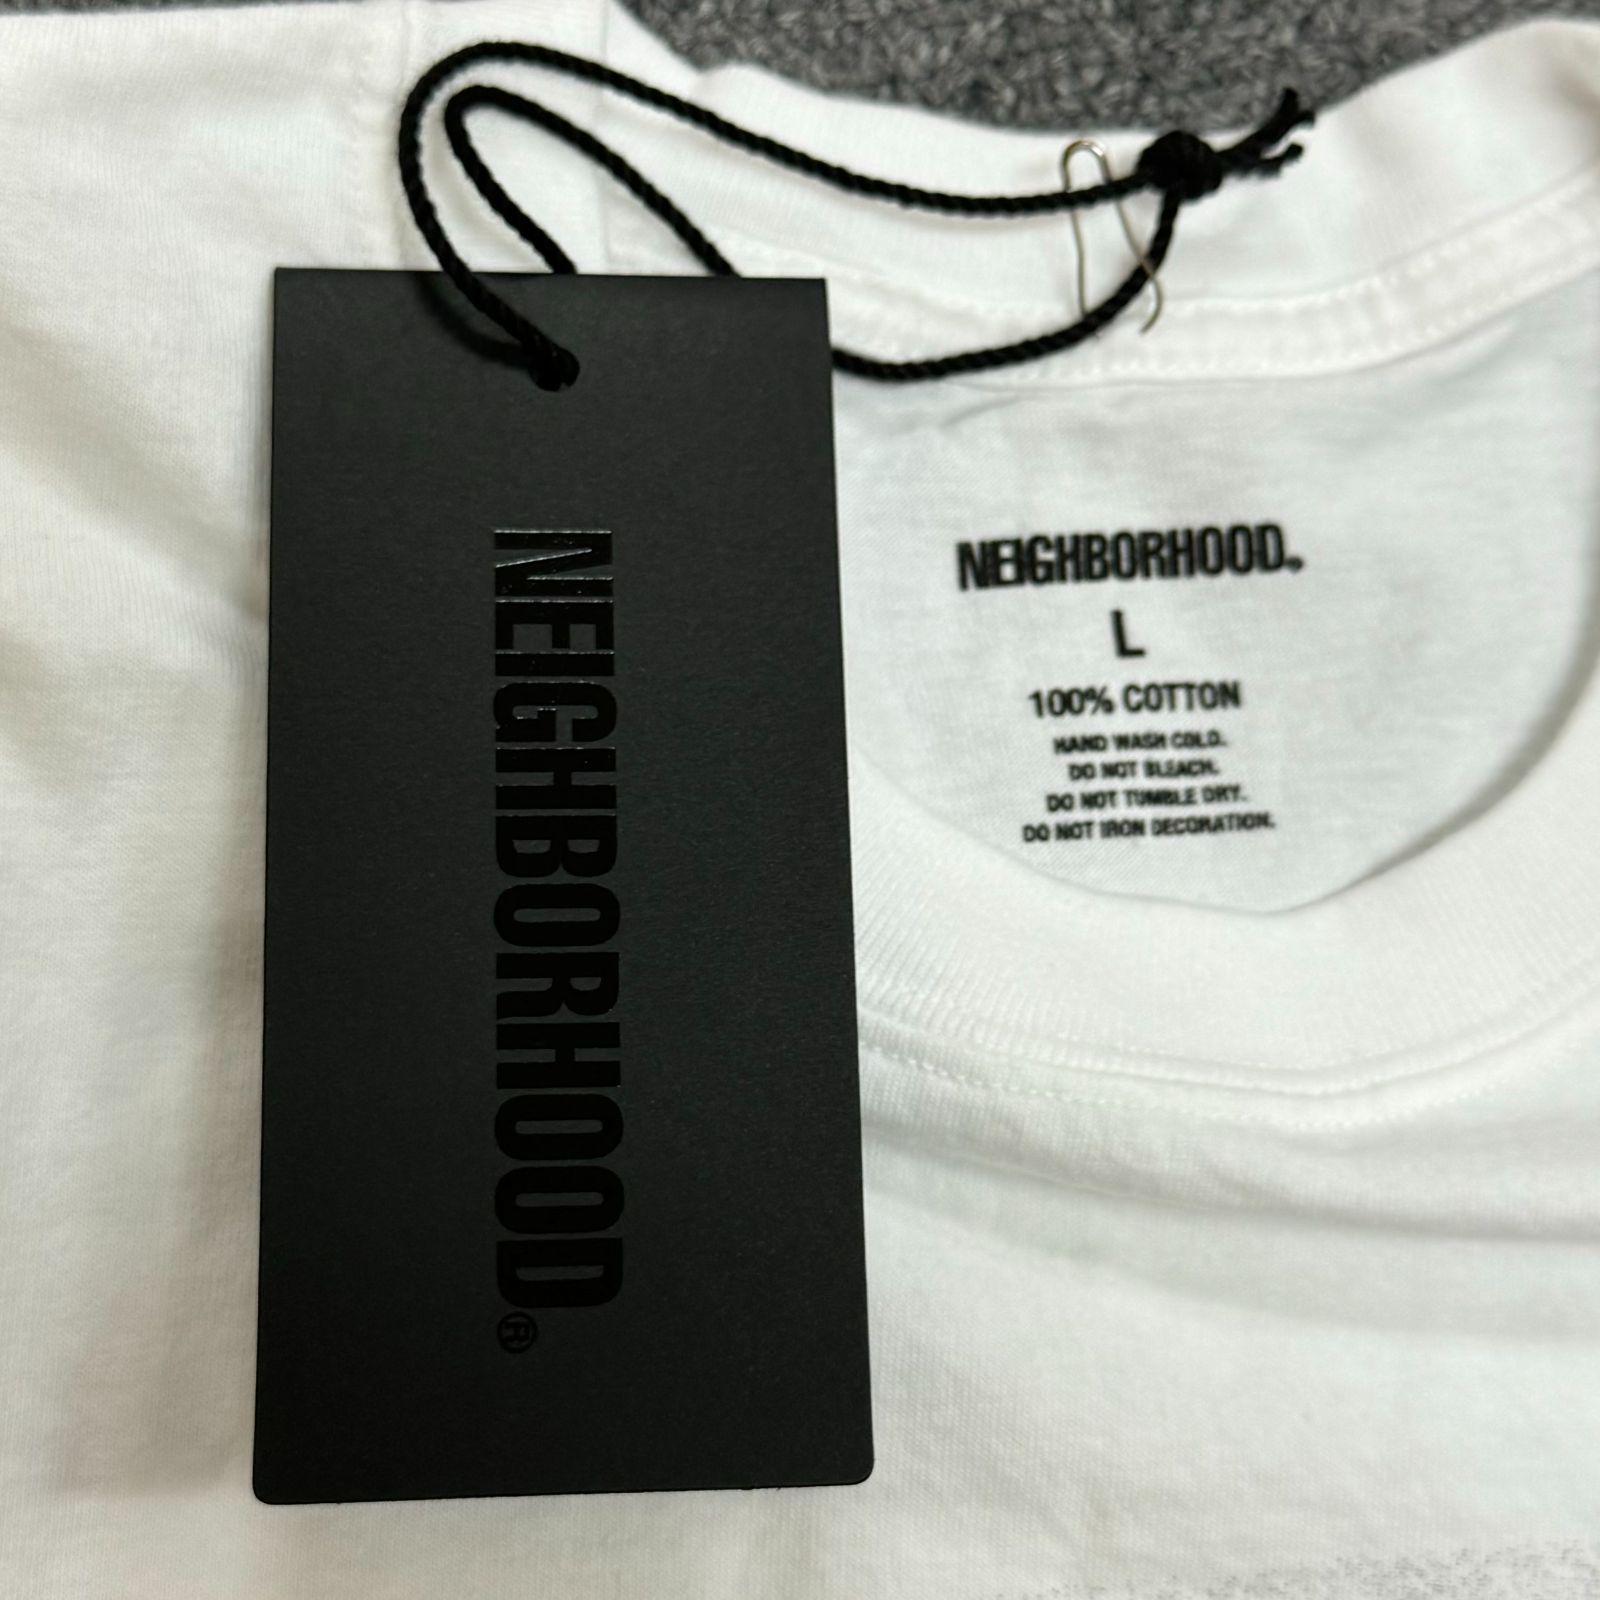 NEIGHBORHOOD®
NEIGHBORHOOD®
L
100% COTTON
HAND WASH COLD.
DO NOT BLEACH.
DO NOT TUMBLE DRY.
DO NOT IRON DECORATION.